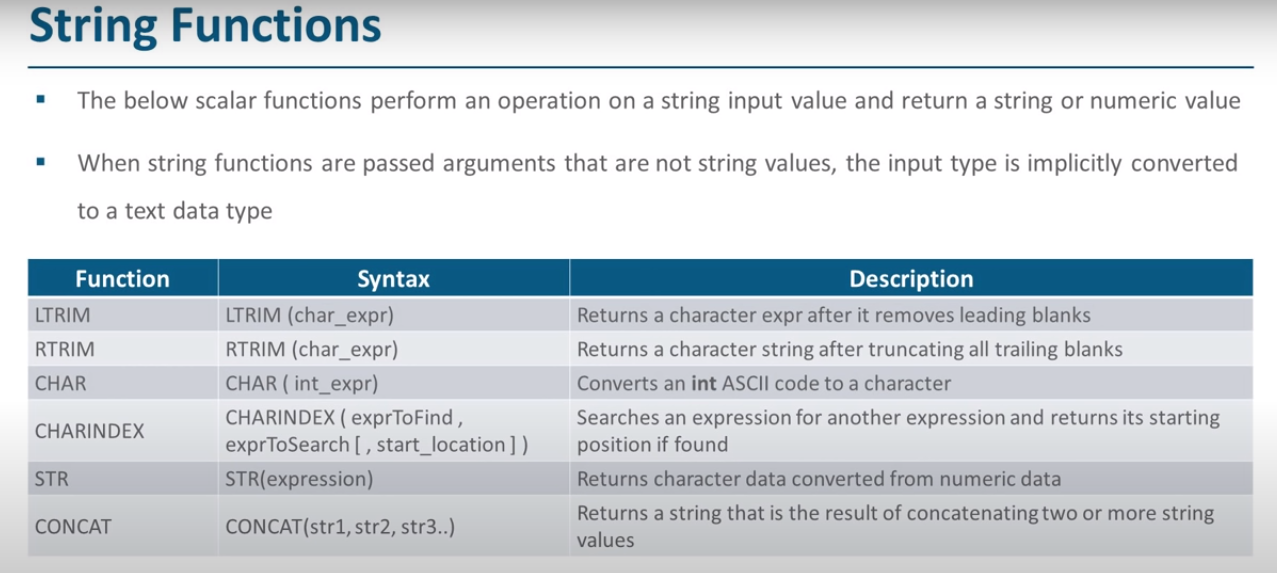 String Functions
The below scalar functions perform an operation on a string input value and return a string or numeric value
When string functions are passed arguments that are not string values, the input type is implicitly converted
to a text data type
Function Syntax Description
LTRIM LTRIM (char_expr) Returns a character expr after it removes leading blanks
RTRIM RTRIM (char_expr) Returns a character string after truncating all trailing blanks
CHAR CHAR ( int_expr) Converts an int ASCII code to a character
CHARINDEX CHARINDEX ( exprToFind , Searches an expression for another expression and returns its starting
exprToSearch [ , start_location ] ) position if found
STR STR(expression) Returns character data converted from numeric data
CONCAT CONCAT(str1, str2, str3..) Returns a string that is the result of concatenating two or more string
values